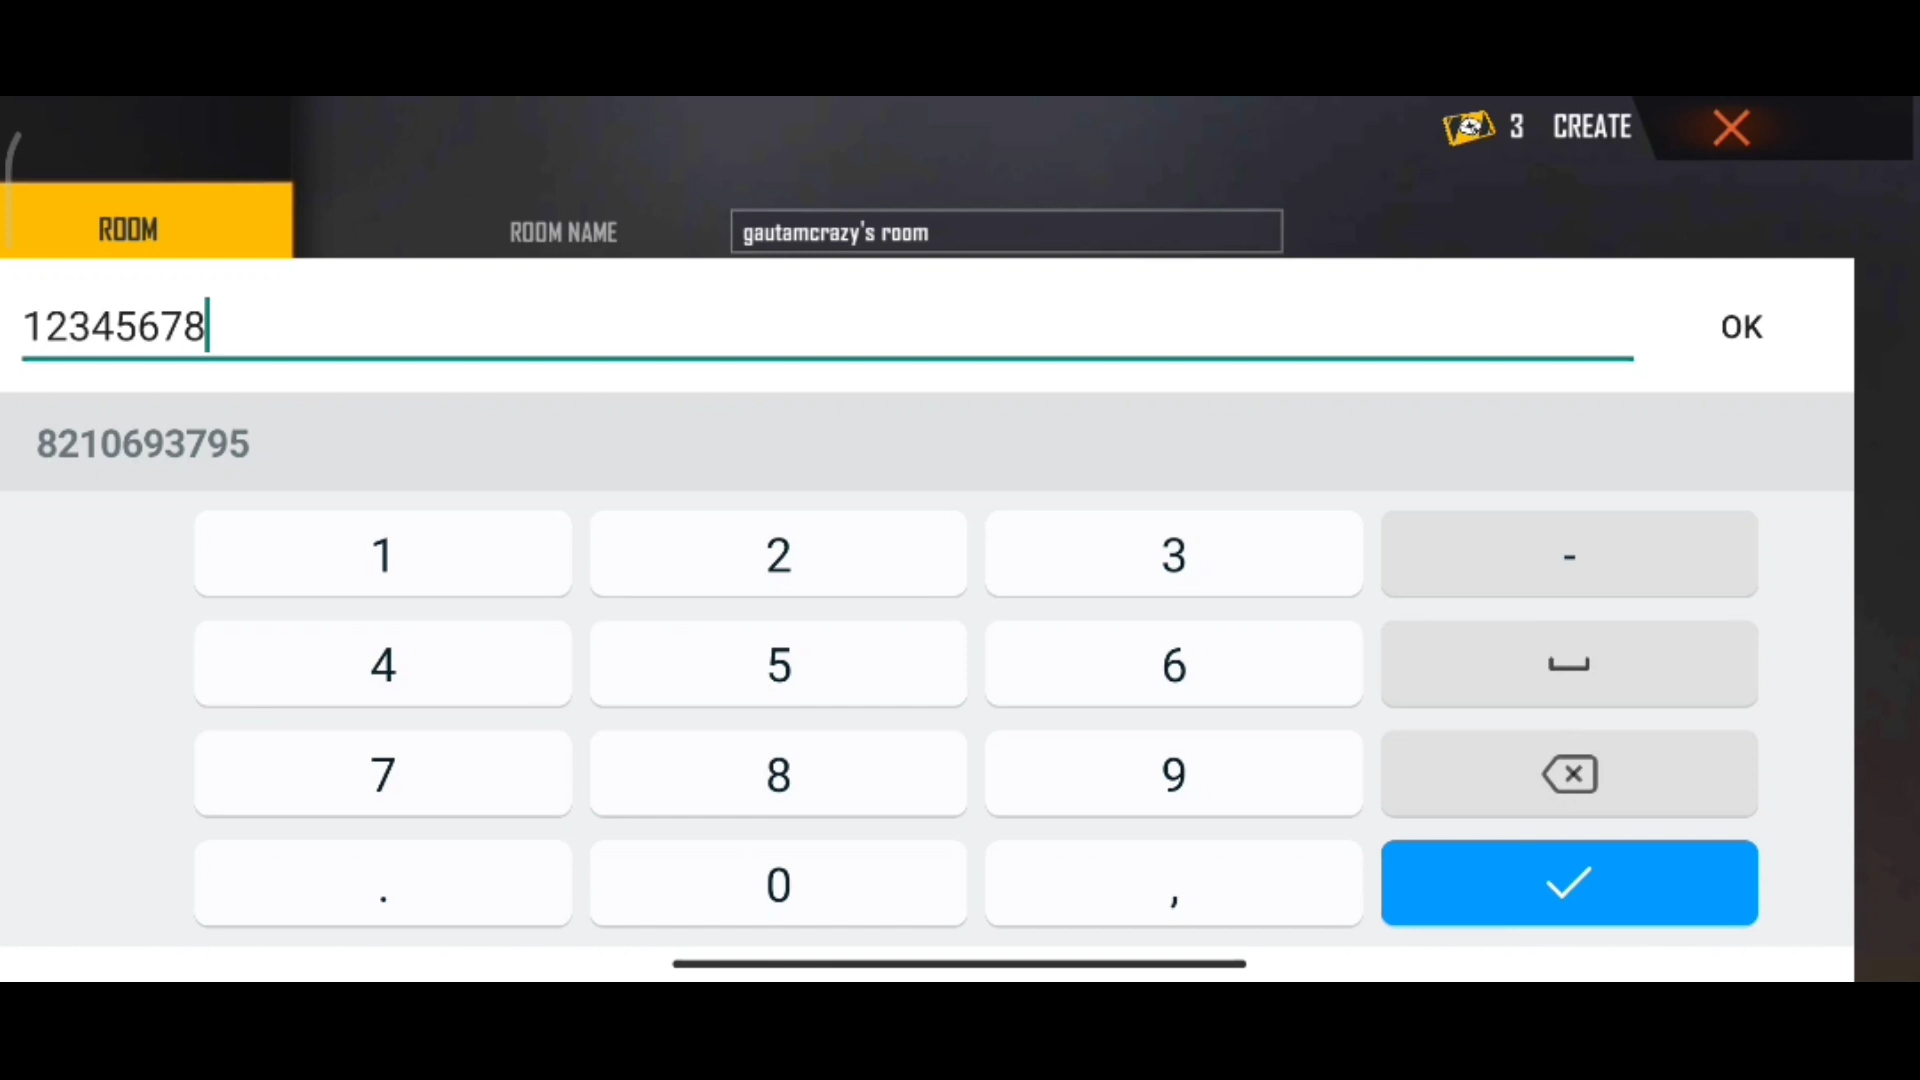 3 CREATE
ROOM
ROOM NAME
gautamcrazy's room
12345678
OK
8210693795
1 2 3 -
4 5 6
7 8 9
. 0 ,